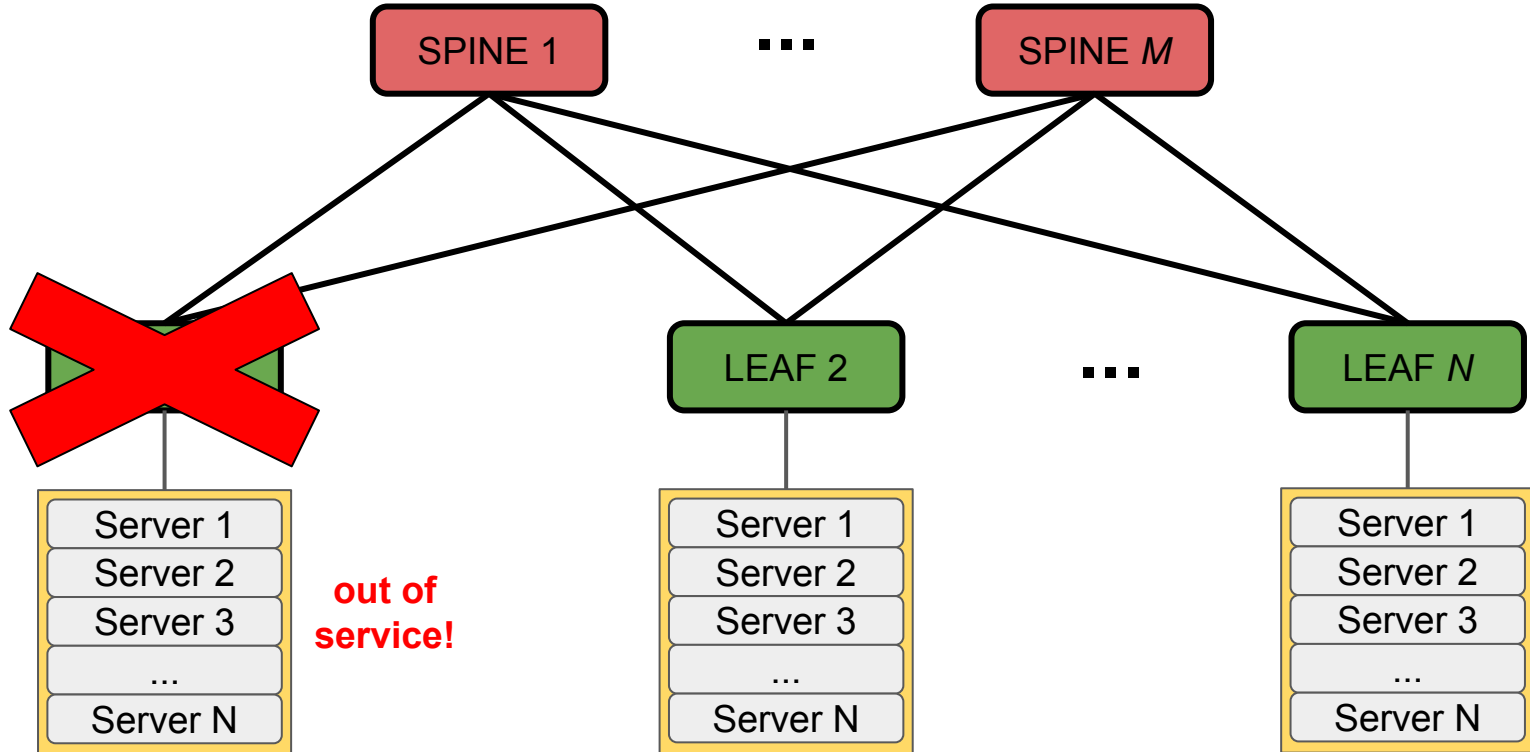 SPINE 1
...
SPINE M
LEAF 2
...
LEAF N
Server 1
Server 2
Server 3
...
Server N
out of
service!
Server 1
Server 2
Server 3
...
Server N
Server 1
Server 2
Server 3
...
Server N